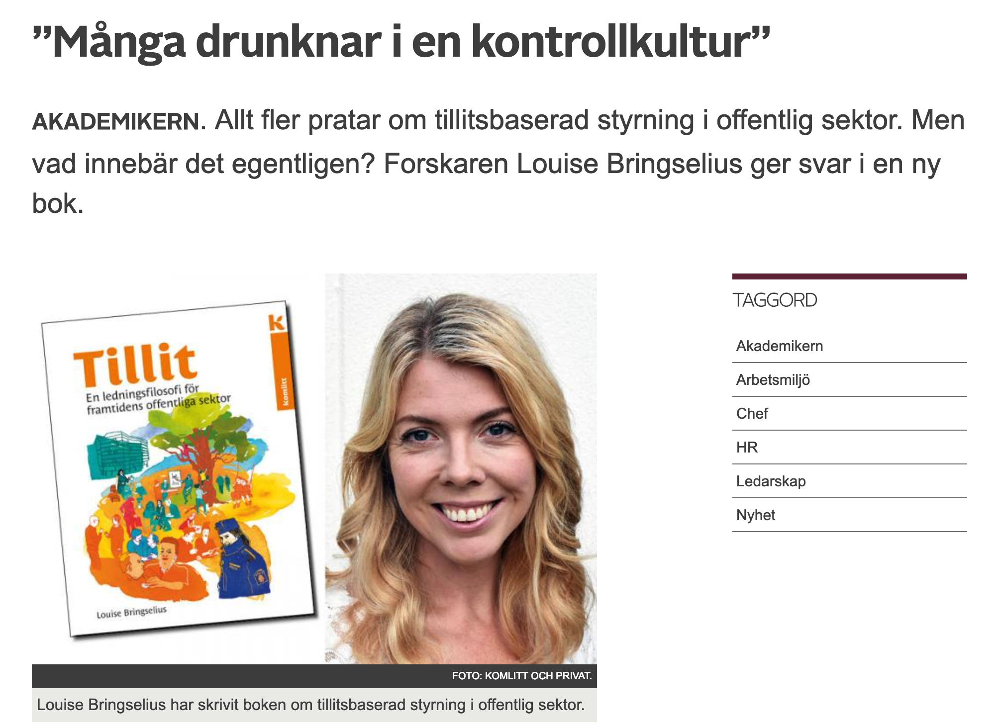 ”Många drunknar i en kontrollkultur”
AKADEMIKERN. Allt fler pratar om tillitsbaserad styrning i offentlig sektor. Men
vad innebär det egentligen? Forskaren Louise Bringselius ger svar i en ny
bok.
k
komlitt
Tillit
En ledningsfilosofi för
framtidens offentliga sektor
Louise Bringselius
FOTO: KOMLITT OCH PRIVAT.
Louise Bringselius har skrivit boken om tillitsbaserad styrning i offentlig sektor.
TAGGORD
Akademikern
Arbetsmiljö
Chef
HR
Ledarskap
Nyhet